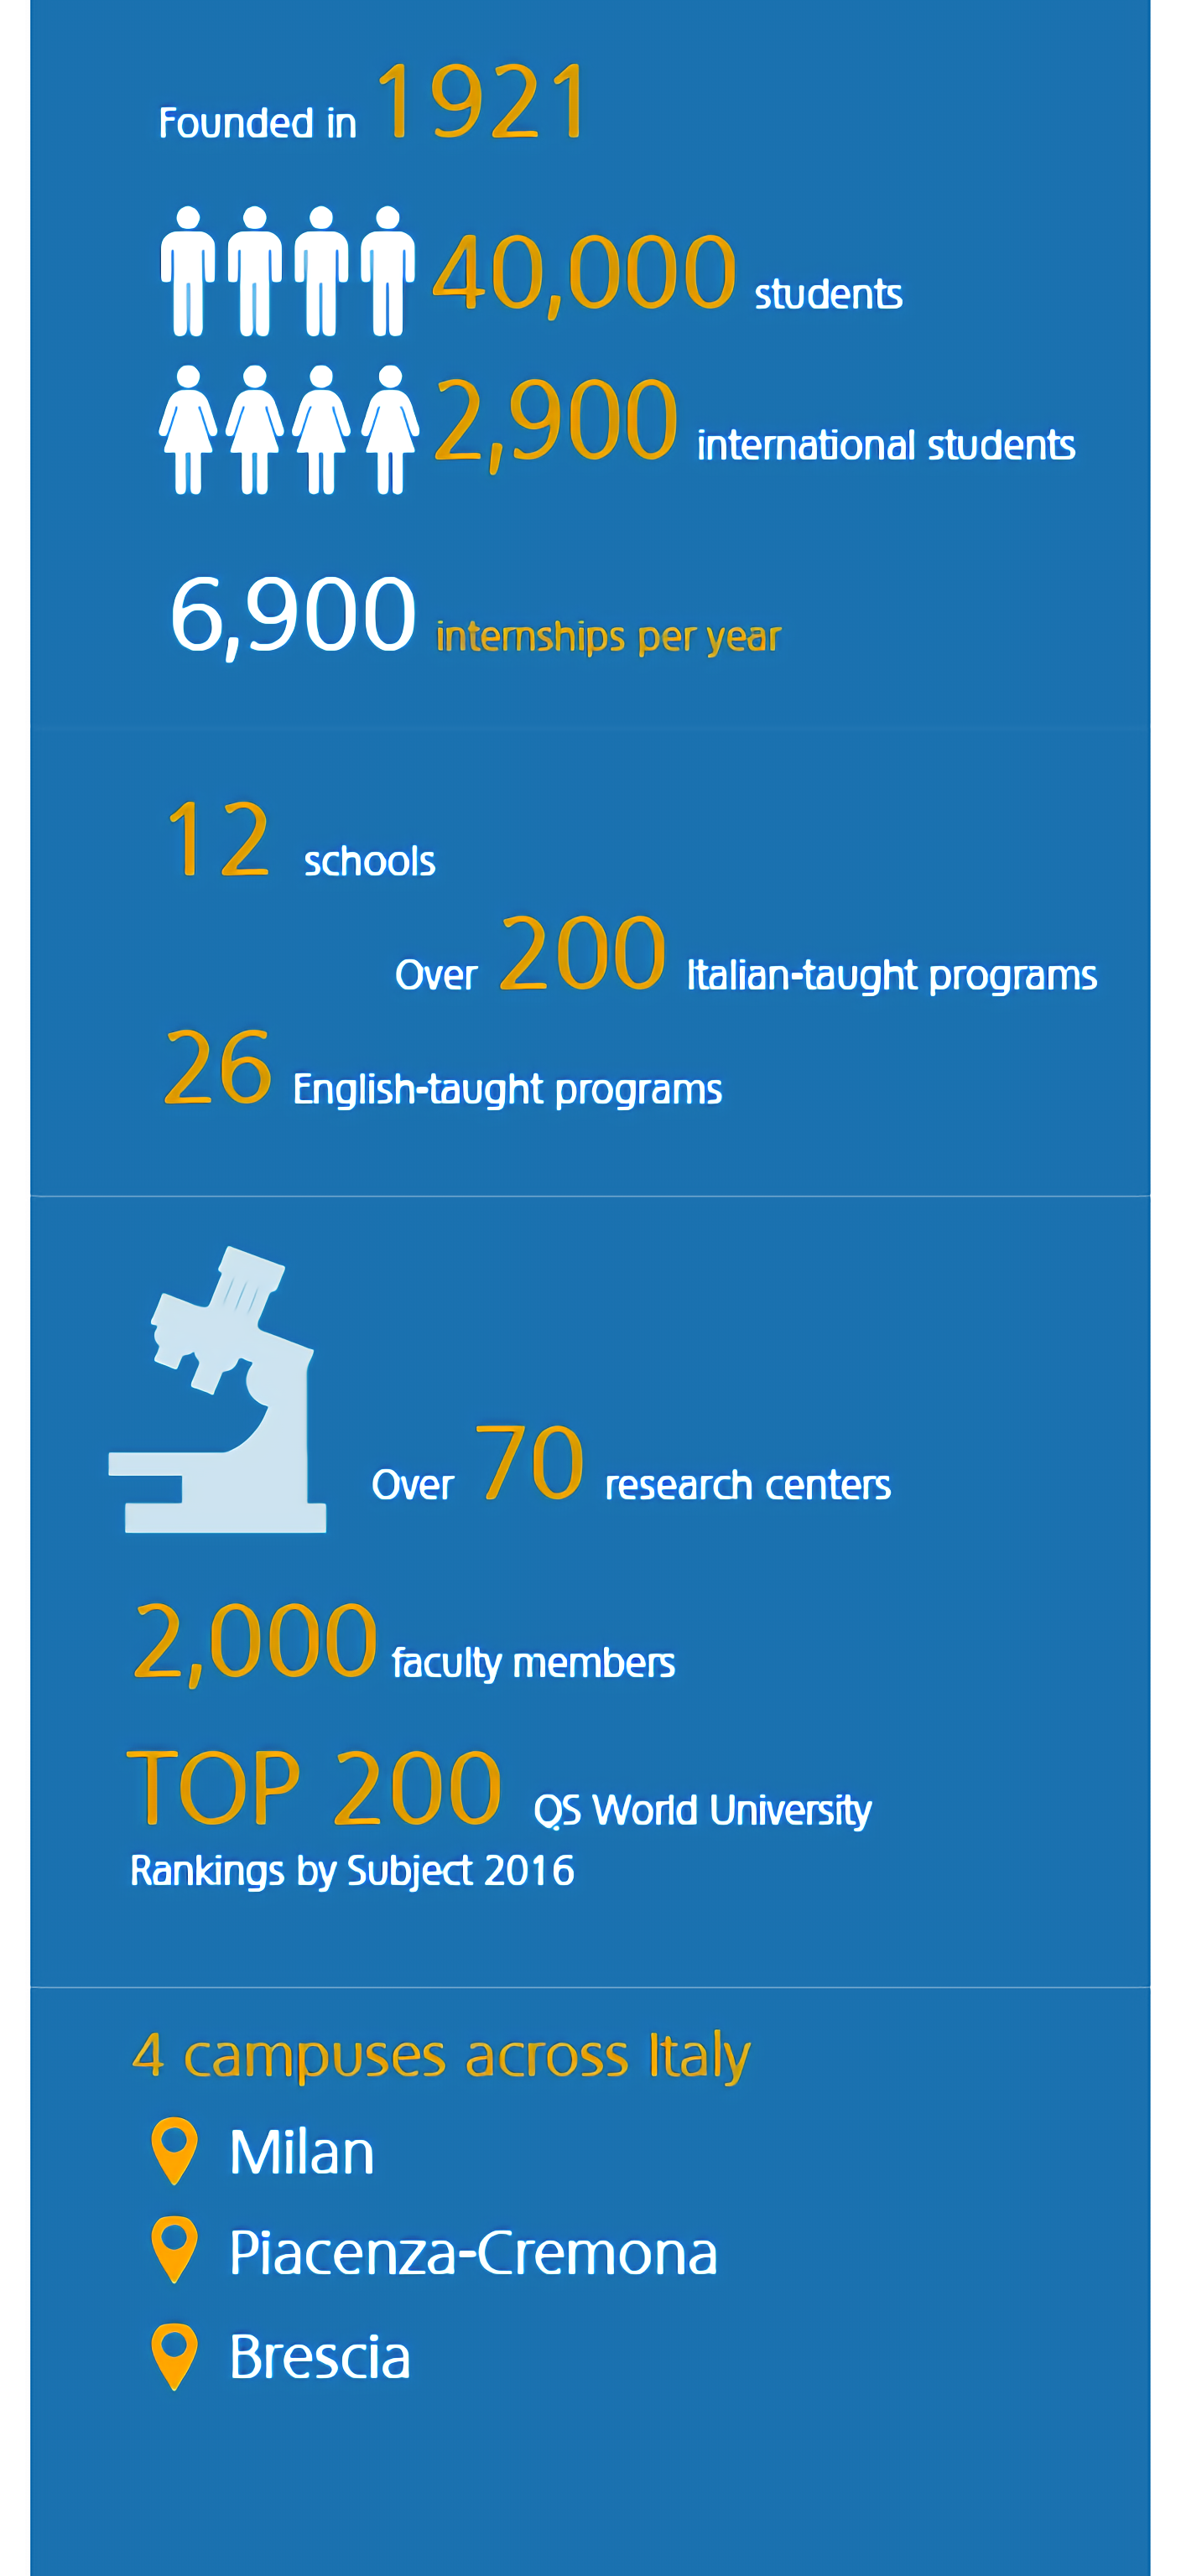 Founded in 1921
40,000 students
2,900 international students
6,900 internships per year
12 schools
Over 200 Italian-taught programs
26 English-taught programs
Over 70 research centers
2,000 faculty members
TOP 200 QS World University
Rankings by Subject 2016
4 campuses across Italy
Milan
Piacenza-Cremona
Brescia